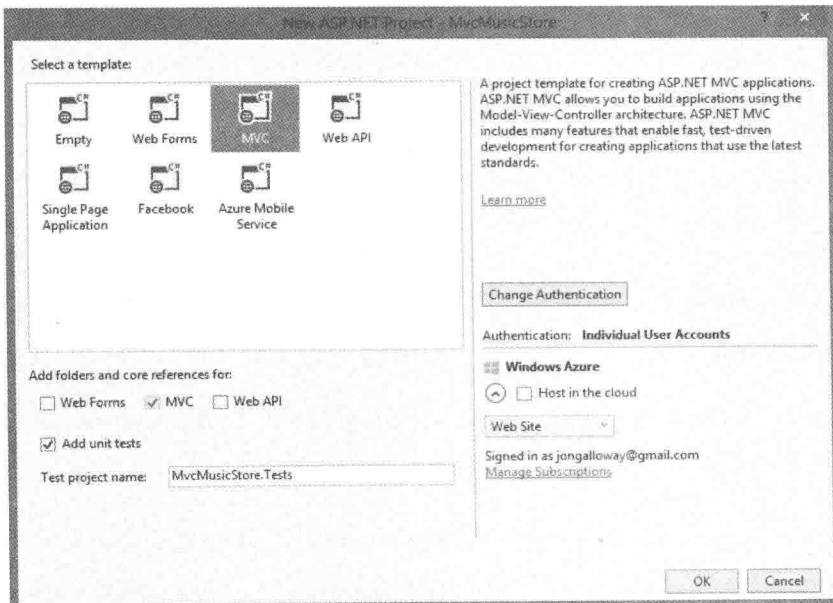 New ASP.NET Project - MvcMusicStore
?
×
Select a template:
C#
C#
C#
C#
Empty
Web Forms
MVC
Web API
C#
C#
C#
Single Page
Application
Facebook
Azure Mobile
Service
A project template for creating ASP.NET MVC applications.
ASP.NET MVC allows you to build applications using the
Model-View-Controller architecture. ASP.NET MVC
includes many features that enable fast, test-driven
development for creating applications that use the latest
standards.
Learn more
Change Authentication
Authentication: Individual User Accounts
Windows Azure
Host in the cloud
Web Site
Signed in as jongalloway@gmail.com
Manage Subscriptions
Add folders and core references for:
Web Forms
MVC
Web API
Add unit tests
Test project name:
MvcMusicStore.Tests
OK
Cancel